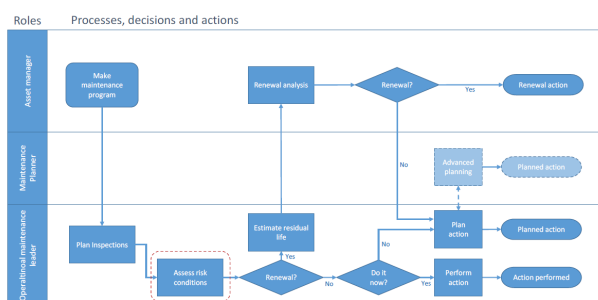 Roles
Processes, decisions and actions
Asset manager
Make
maintenance
program
Renewal analysis
Renewal?
Yes
Renewal action
No
Maintenance
Planner
Advanced
planning
Planned action
Operaltinoal maintenance
leader
Plan Inspections
Assess risk
conditions
Estimate residual
life
Yes
Renewal?
No
Do it
now?
No
Yes
Plan
action
Planned action
Perform
action
Action performed